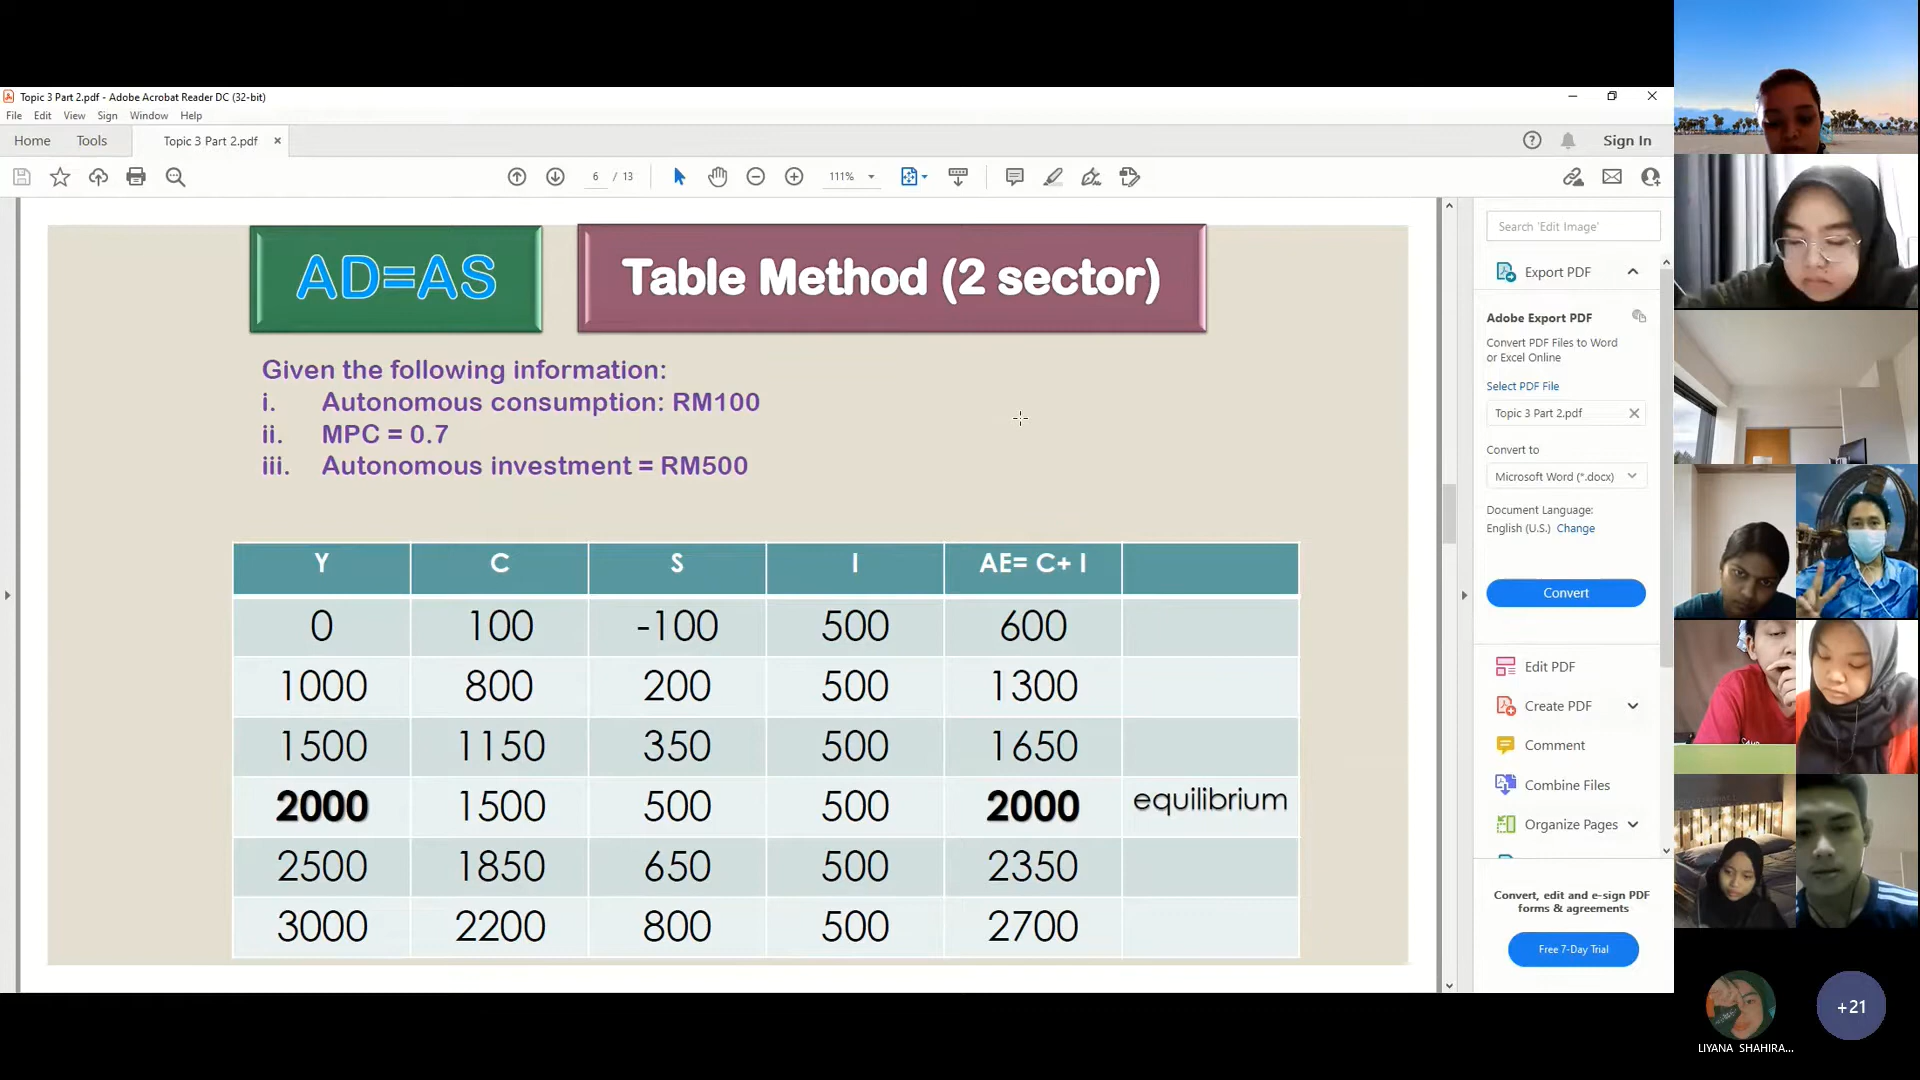 Topic 3 Part 2.pdf - Adobe Acrobat Reader DC (32-bit)
File Edit View Sign Window Help
Home Tools Topic 3 Part 2.pdf × Sign In
6 / 13 111%
AD=AS
Table Method (2 sector)
Given the following information:
i. Autonomous consumption: RM100
ii. MPC = 0.7
iii. Autonomous investment = RM500
Y C S I AE= C+ I
0 100 -100 500 600
1000 800 200 500 1300
1500 1150 350 500 1650
2000 1500 500 500 2000 equilibrium
2500 1850 650 500 2350
3000 2200 800 500 2700
Search 'Edit Image'
Export PDF
Adobe Export PDF
Convert PDF Files to Word
or Excel Online
Select PDF File
Topic 3 Part 2.pdf
Convert to
Microsoft Word (*.docx)
Document Language:
English (U.S.) Change
Convert
Edit PDF
Create PDF
Comment
Combine Files
Organize Pages
Convert, edit and e-sign PDF
forms & agreements
Free 7-Day Trial
+21
LIYANA SHAHIRA...